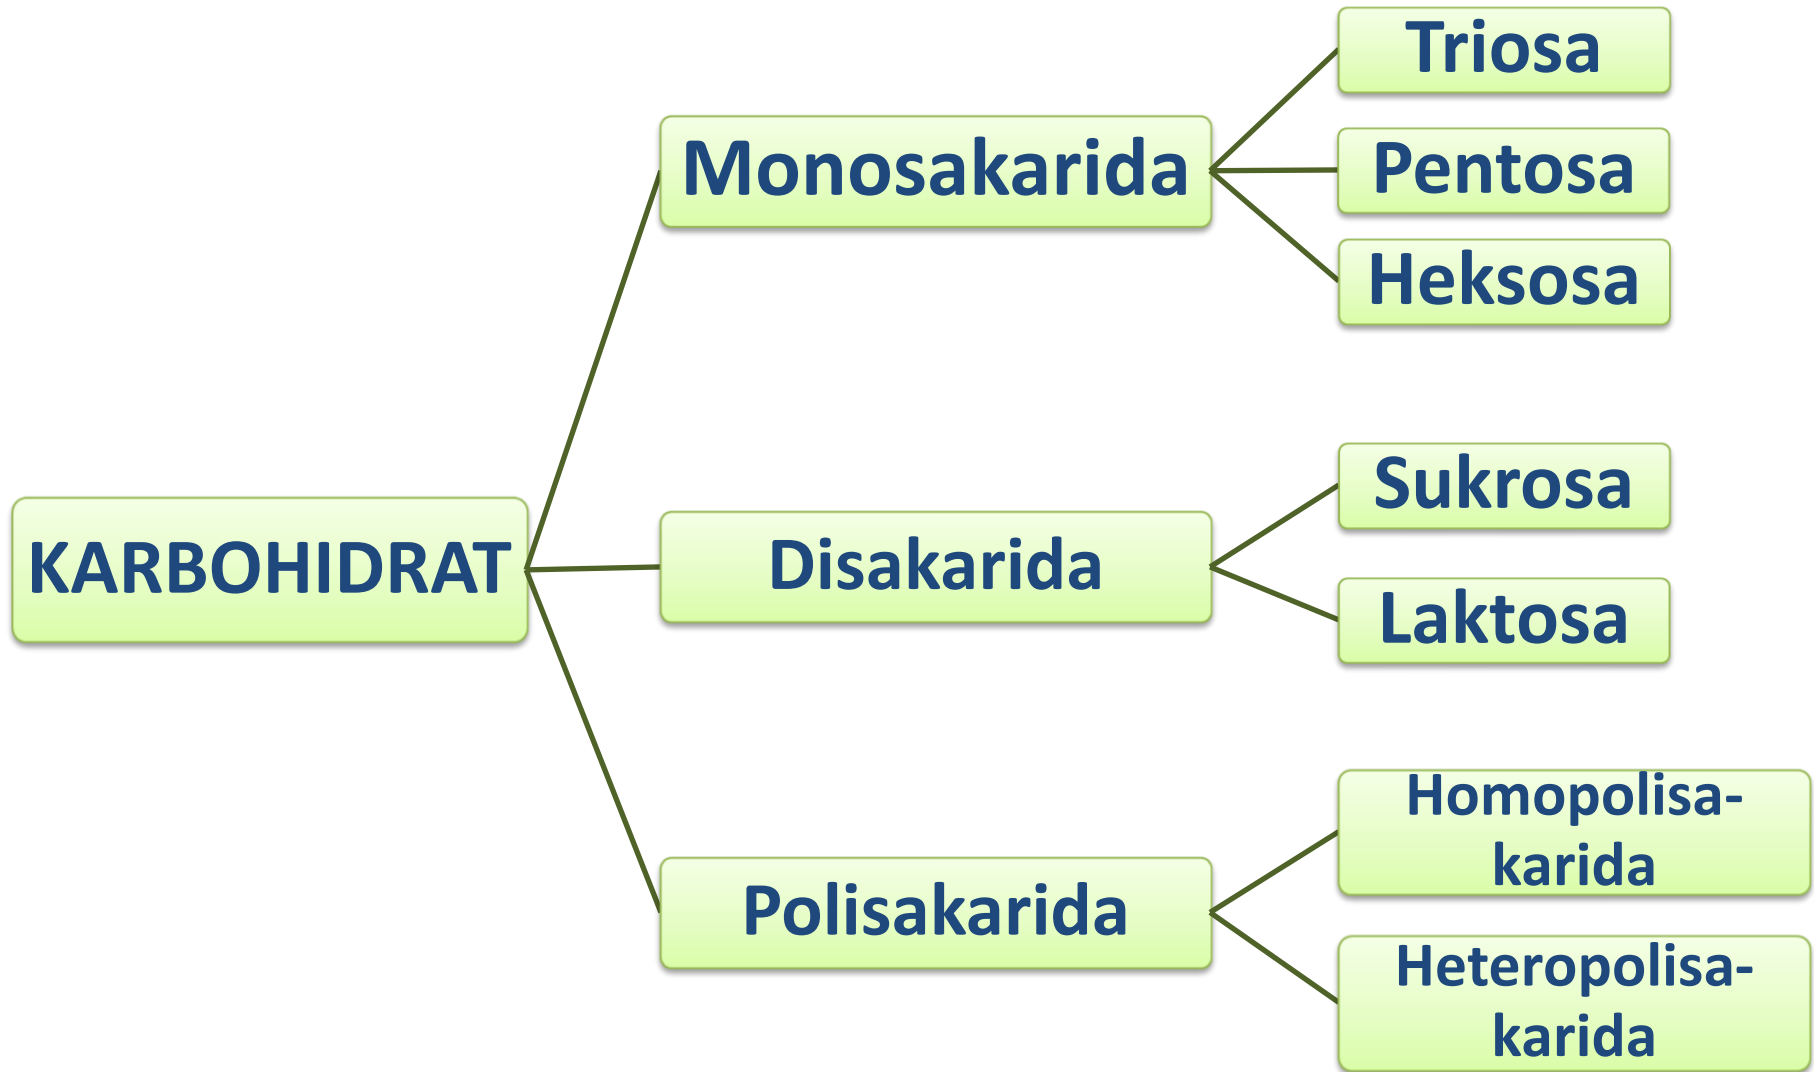 Triosa
Monosakarida
Pentosa
Heksosa
Sukrosa
KARBOHIDRAT
Disakarida
Laktosa
Homopolisa-
karida
Polisakarida
Heteropolisa-
karida